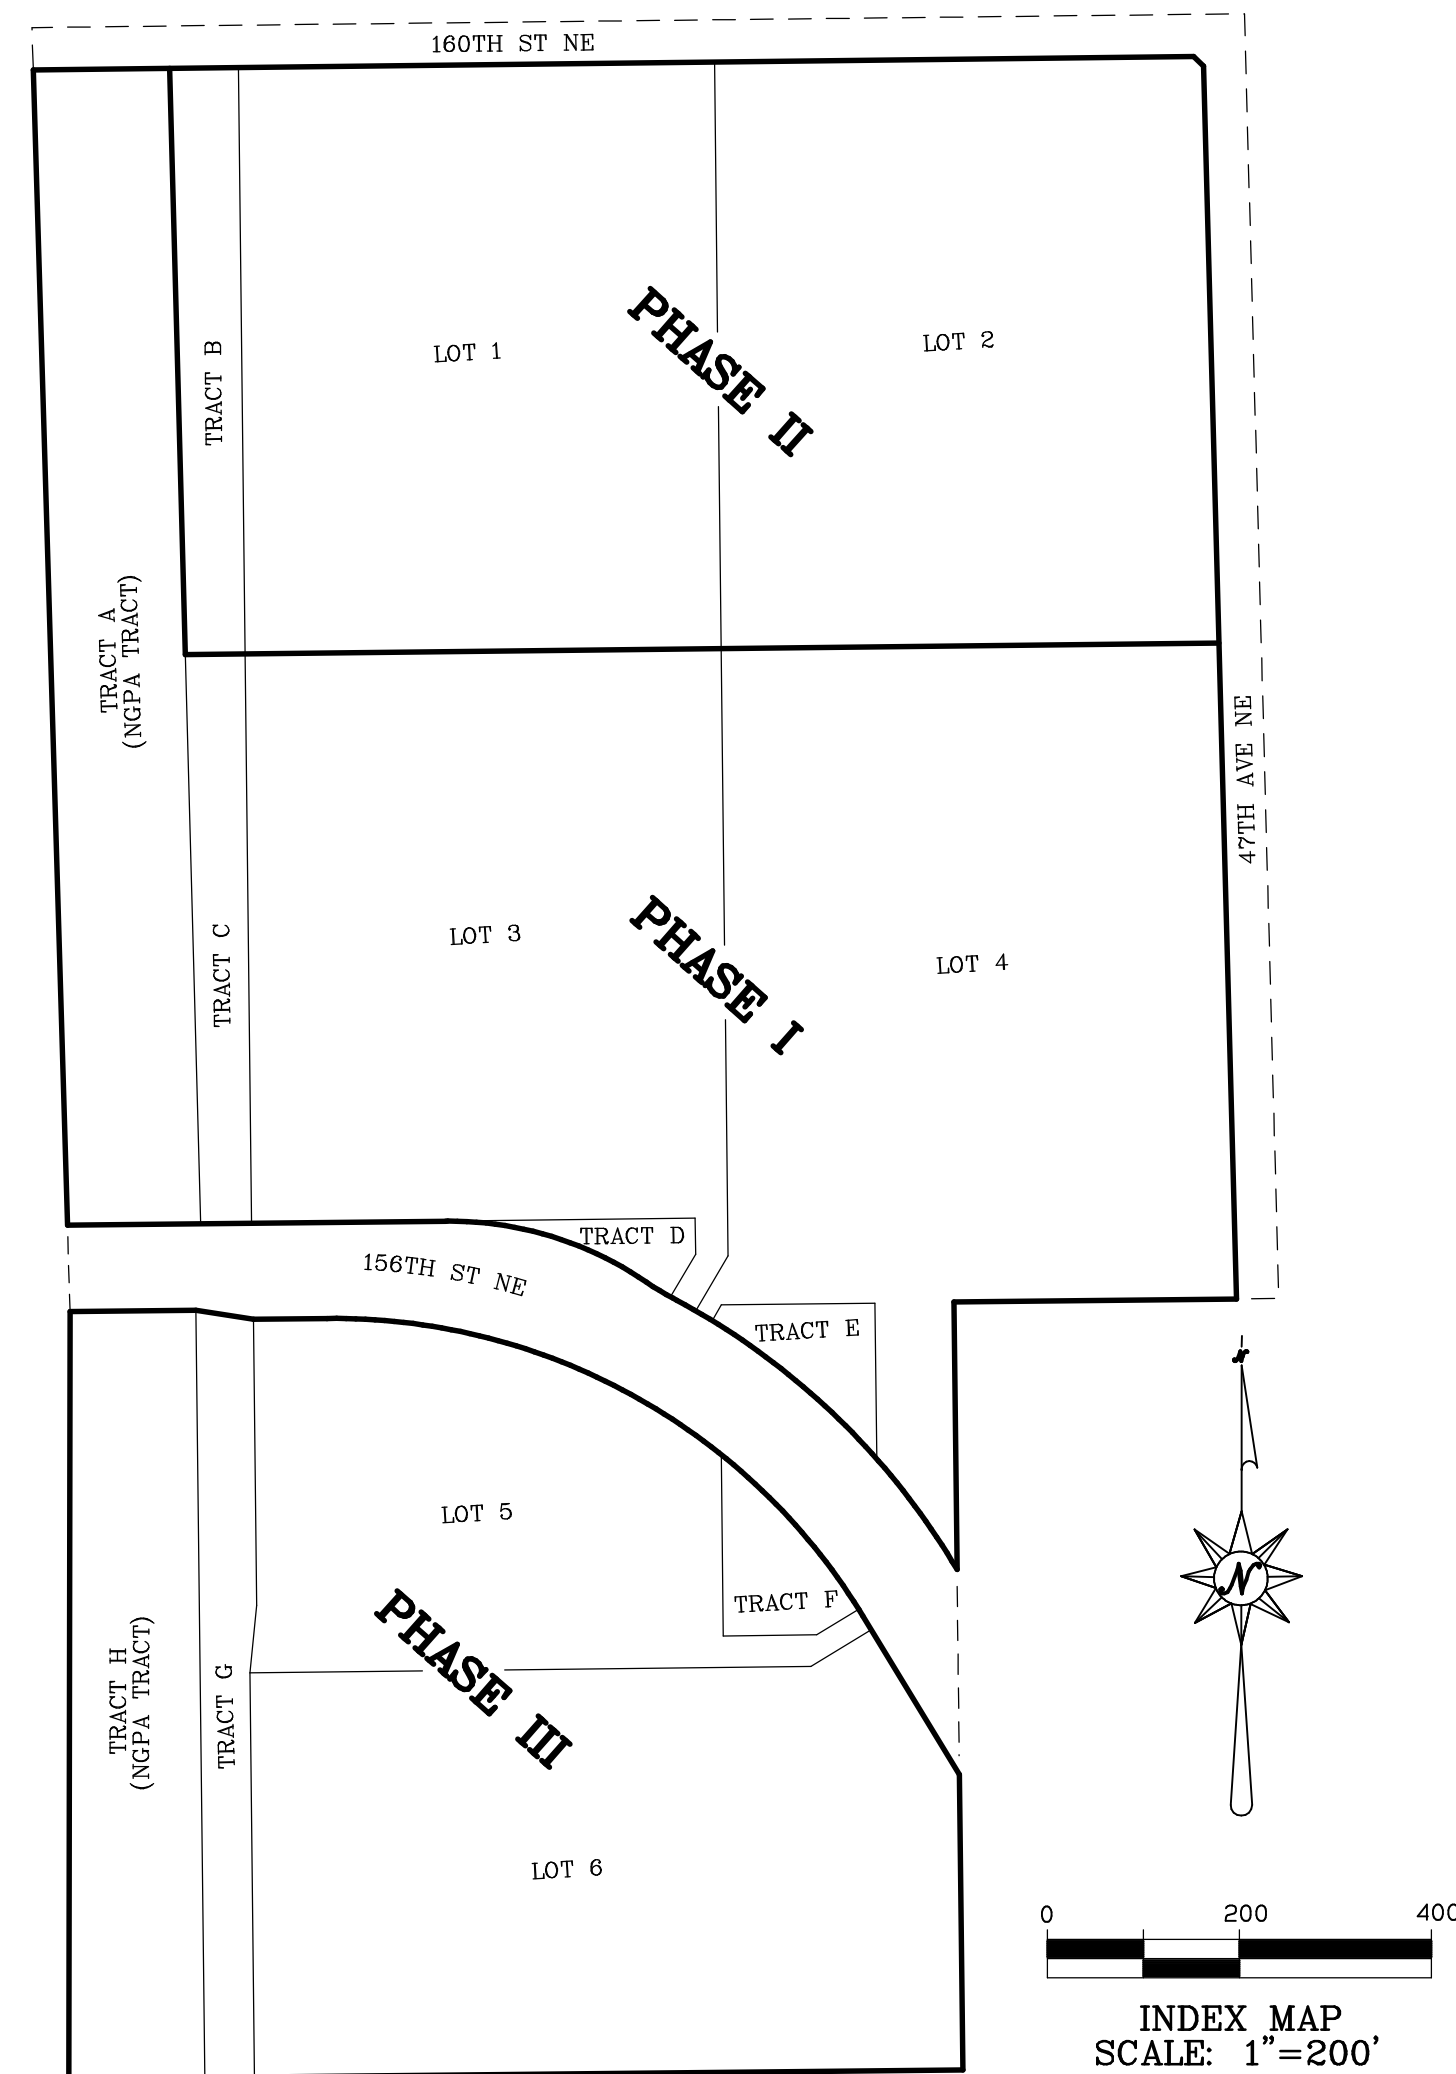 160TH ST NE
LOT 1
LOT 2
PHASE II
TRACT B
TRACT A
(NGPA TRACT)
47TH AVE NE
LOT 3
LOT 4
PHASE I
TRACT C
TRACT D
156TH ST NE
TRACT E
N
LOT 5
N
TRACT F
PHASE III
TRACT H
(NGPA TRACT)
TRACT G
LOT 6
0 200 400
INDEX MAP
SCALE: 1"=200'